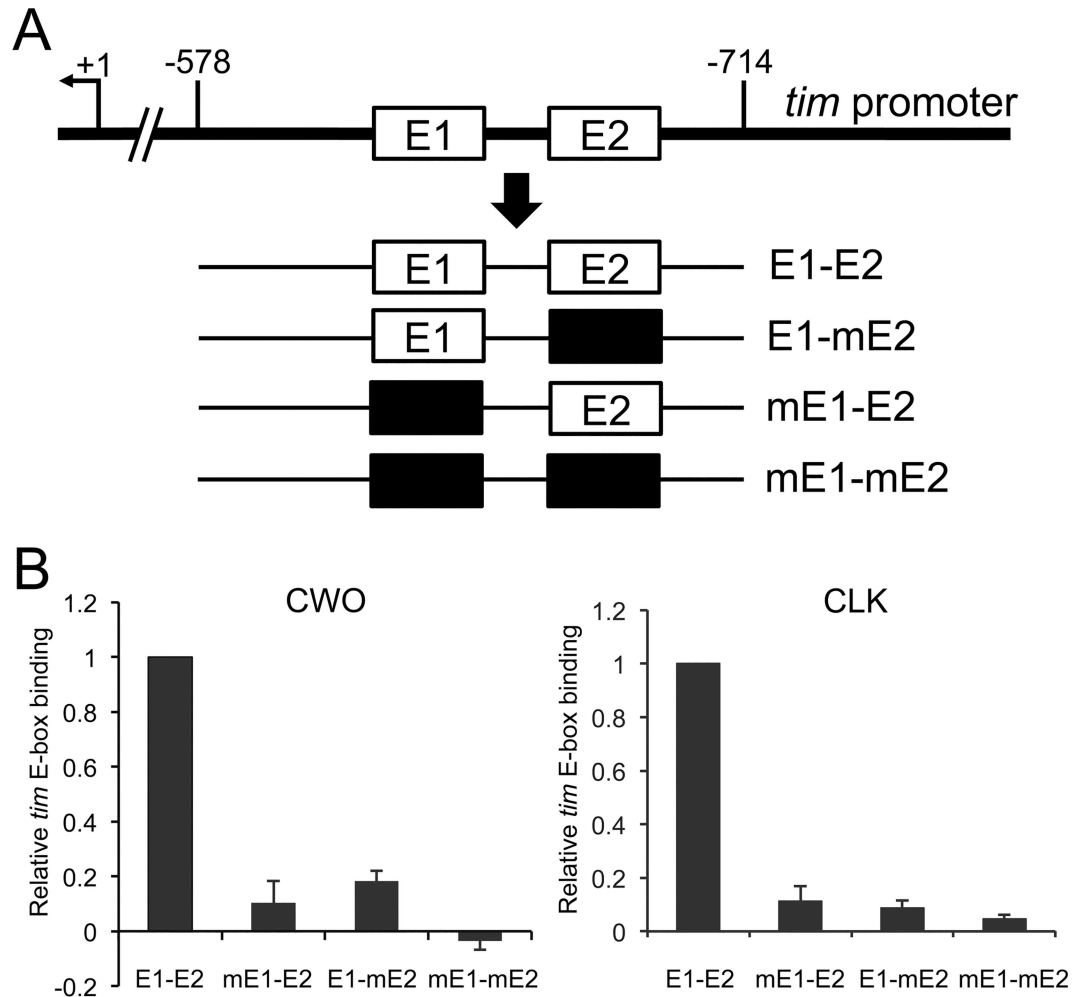 A
+1
-578
-714
tim promoter
E1
E2
E1
E2
E1-E2
E1
E1-mE2
E2
mE1-E2
mE1-mE2
B
CWO
Relative tim E-box binding
1.2
1
0.8
0.6
0.4
0.2
0
-0.2
E1-E2
mE1-E2
E1-mE2
mE1-mE2
CLK
Relative tim E-box binding
1.2
1
0.8
0.6
0.4
0.2
0
E1-E2
mE1-E2
E1-mE2
mE1-mE2